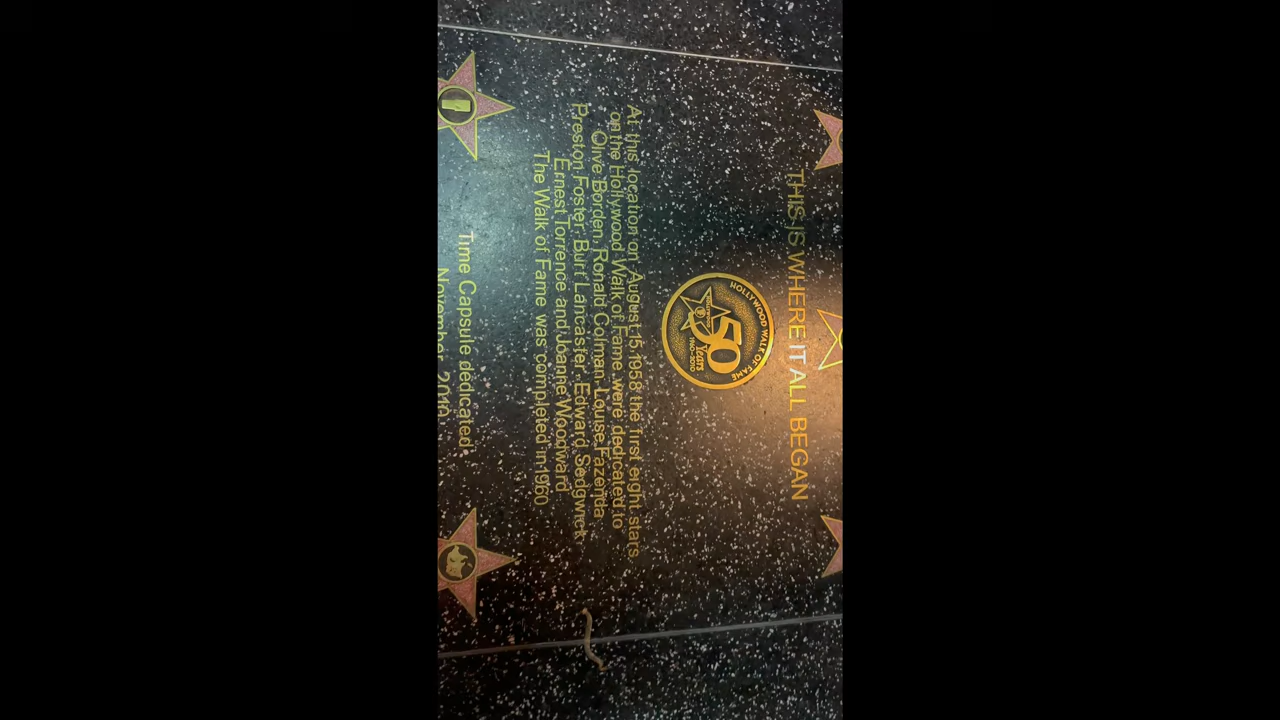 THIS IS WHERE IT ALL BEGAN
HOLLYWOOD WALK OF FAME
50
Years
1960-2010
At this location on August 15, 1958 the first eight stars
on the Hollywood Walk of Fame were dedicated to
Olive Borden, Ronald Colman, Louise Fazenda
Preston Foster, Burt Lancaster, Edward Sedgwick
Ernest Torrence and Joanne Woodward
The Walk of Fame was completed in 1960
Time Capsule dedicated
November, 2010